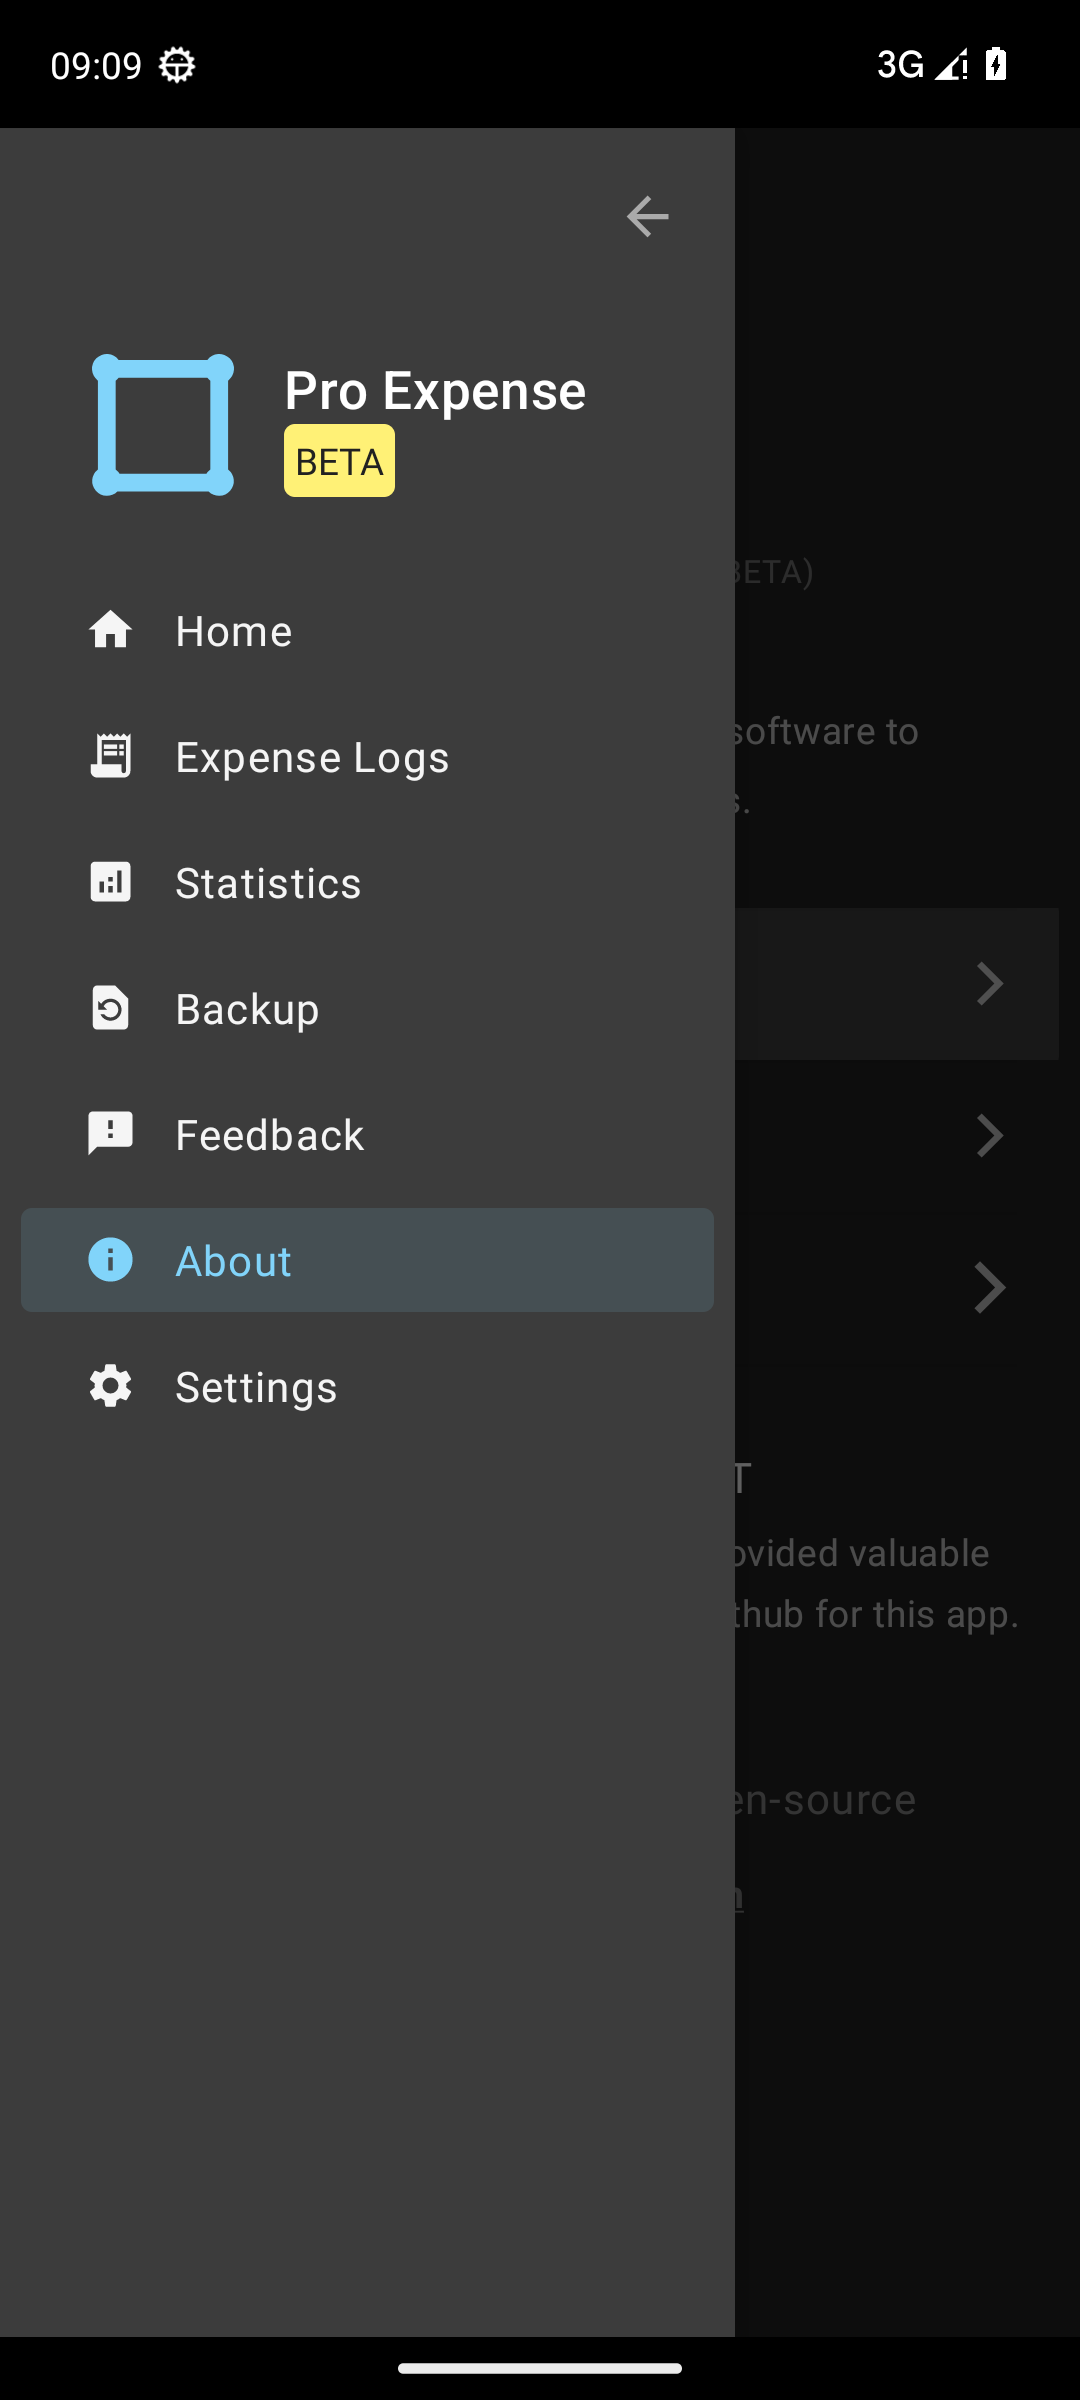 09:09
3G
Pro Expense
BETA
BETA)
Home
software to
Expense Logs
s.
Statistics
Backup
Feedback
About
Settings
T
ovided valuable
thub for this app.
en-source